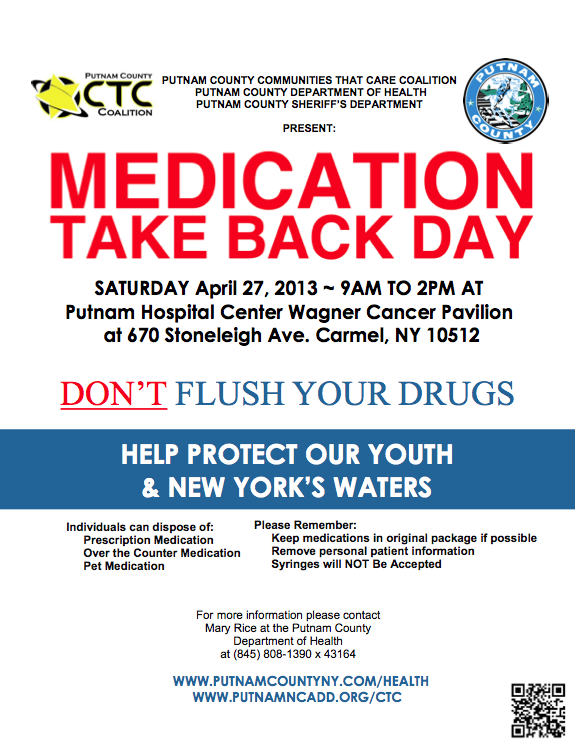 PUTNAM COUNTY
CTC
COALITION
PUTNAM COUNTY COMMUNITIES THAT CARE COALITION
PUTNAM COUNTY DEPARTMENT OF HEALTH
PUTNAM COUNTY SHERIFF'S DEPARTMENT
PRESENT:
PUTNAM
COUNTY
MEDICATION
TAKE BACK DAY
SATURDAY April 27, 2013 ~ 9AM TO 2PM AT
Putnam Hospital Center Wagner Cancer Pavilion
at 670 Stoneleigh Ave. Carmel, NY 10512
DON'T FLUSH YOUR DRUGS
HELP PROTECT OUR YOUTH
& NEW YORK'S WATERS
Individuals can dispose of:
Prescription Medication
Over the Counter Medication
Pet Medication
Please Remember:
Keep medications in original package if possible
Remove personal patient information
Syringes will NOT Be Accepted
For more information please contact
Mary Rice at the Putnam County
Department of Health
at (845) 808-1390 x 43164
WWW.PUTNAMCOUNTYNY.COM/HEALTH
WWW.PUTNAMNCADD.ORG/CTC